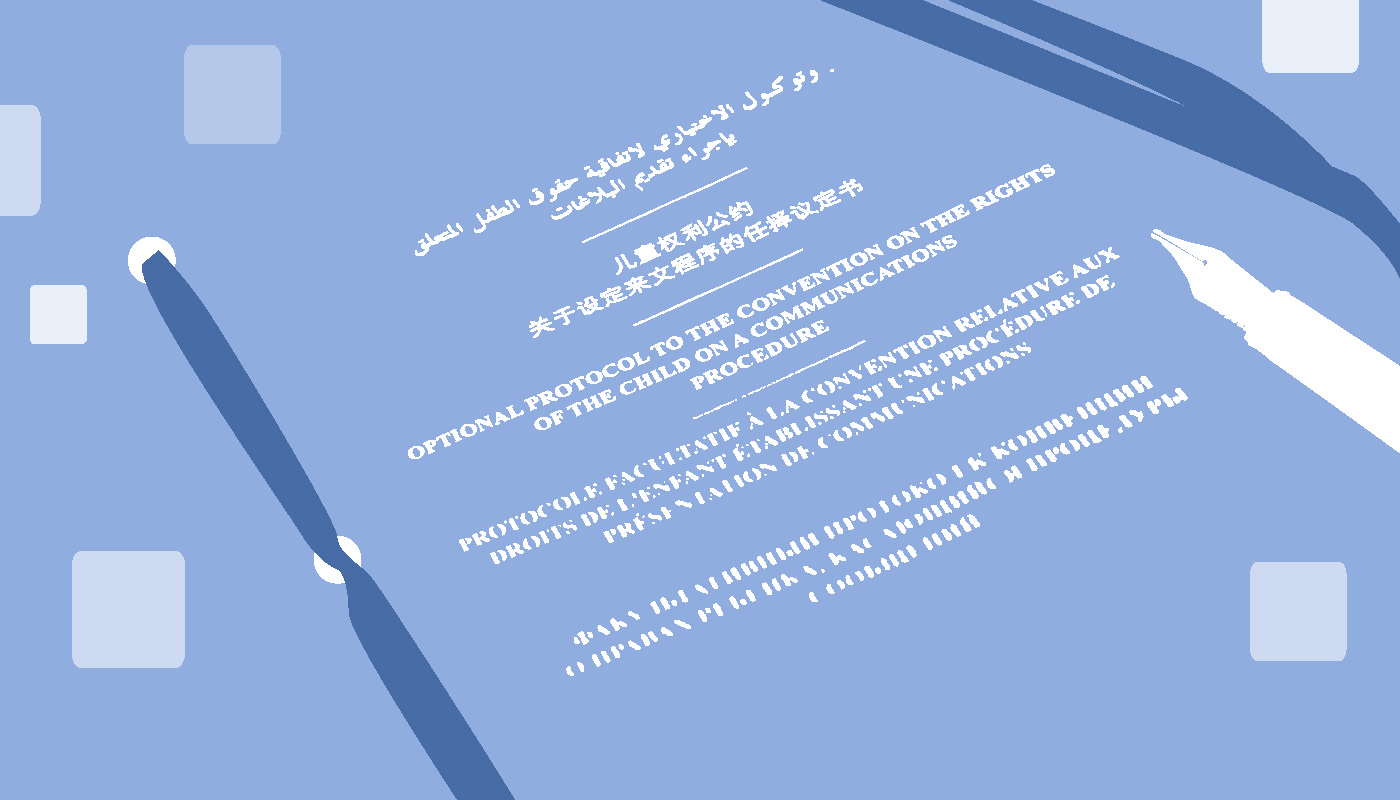 وتوكول الاختياري لاتفاقية حقوق الطفل المتعلق
بإجراء تقديم البلاغات
儿童权利公约
关于设定来文程序的任择议定书
OPTIONAL PROTOCOL TO THE CONVENTION ON THE RIGHTS
OF THE CHILD ON A COMMUNICATIONS
PROCEDURE
PROTOCOLE FACULTATIF À LA CONVENTION RELATIVE AUX
DROITS DE L'ENFANT ÉTABLISSANT UNE PROCÉDURE DE
PRÉSENTATION DE COMMUNICATIONS